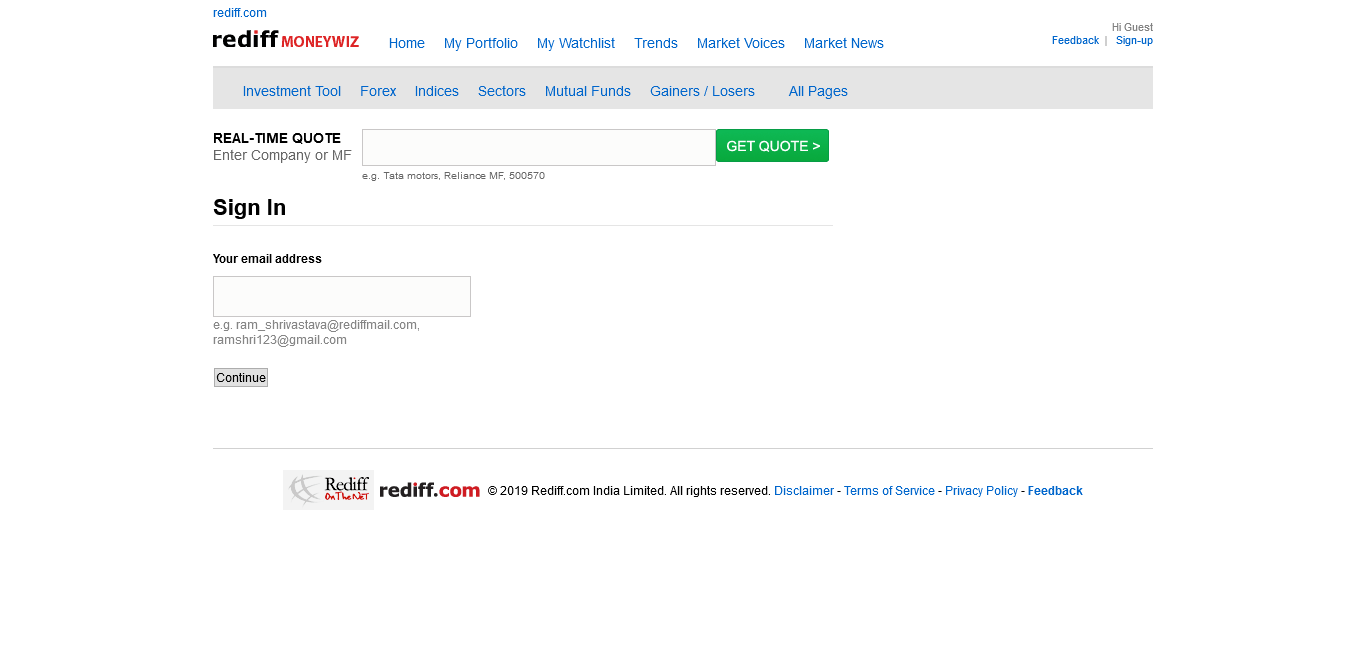 rediff.com
rediff MONEYWIZ
Home My Portfolio My Watchlist Trends Market Voices Market News
Hi Guest
Feedback | Sign-up
Investment Tool Forex Indices Sectors Mutual Funds Gainers / Losers All Pages
REAL-TIME QUOTE
Enter Company or MF
GET QUOTE >
e.g. Tata motors, Reliance MF, 500570
Sign In
Your email address
e.g. ram_shrivastava@rediffmail.com,
ramshri123@gmail.com
Continue
Rediff
On The NeT
rediff.com © 2019 Rediff.com India Limited. All rights reserved. Disclaimer - Terms of Service - Privacy Policy - Feedback